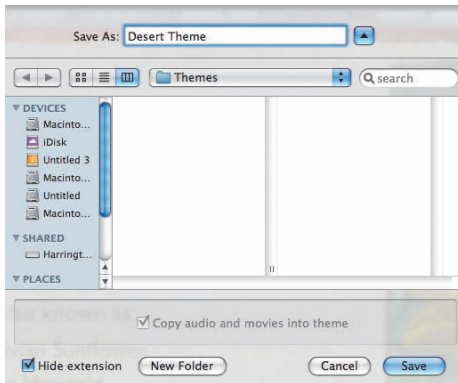 Save As: Desert Theme
Themes
search
DEVICES
Macinto...
iDisk
Untitled 3
Macinto...
Untitled
Macinto...
SHARED
Harringt...
PLACES
Copy audio and movies into theme
Hide extension New Folder Cancel Save